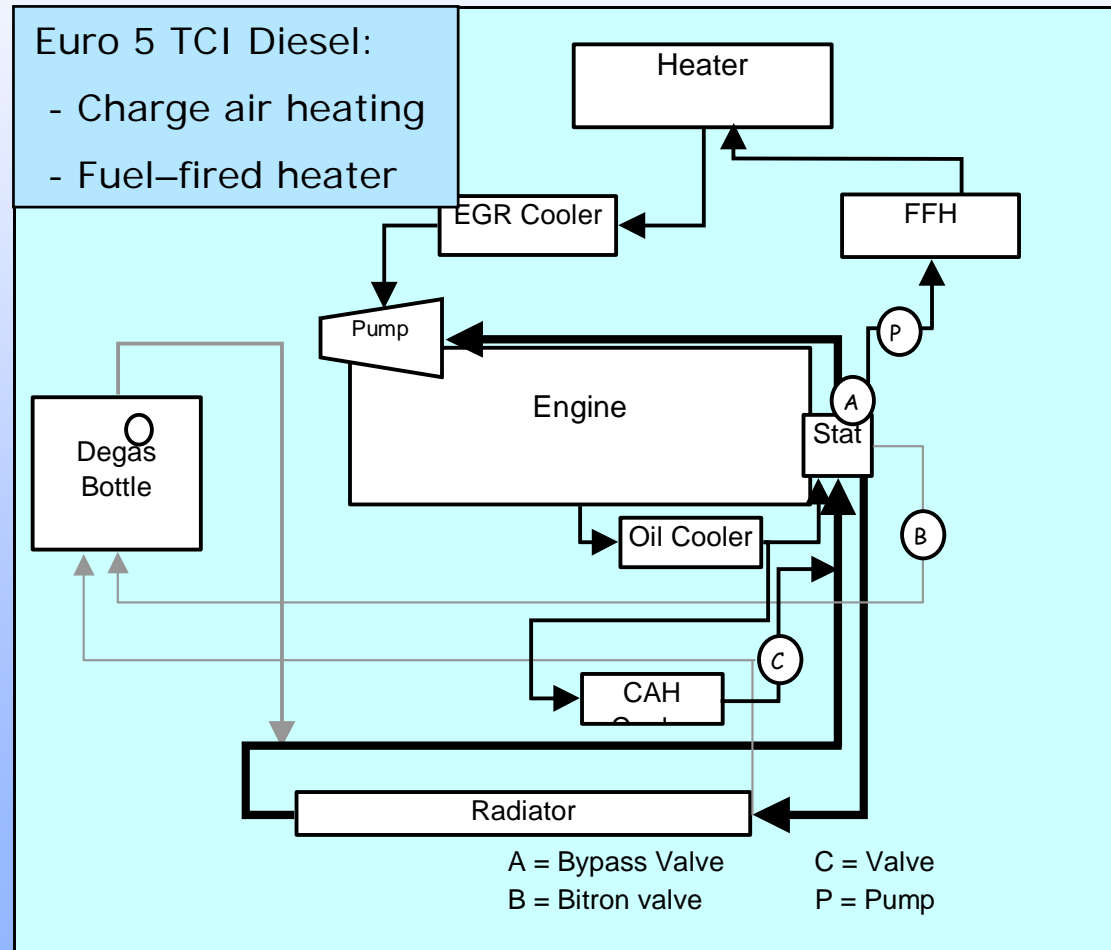 Euro 5 TCI Diesel:
- Charge air heating
- Fuel–fired heater
Heater
EGR Cooler
FFH
Pump
P
Engine
A
Stat
Degas
Bottle
Oil Cooler
B
C
CAH
Radiator
A = Bypass Valve
C = Valve
B = Bitron valve
P = Pump